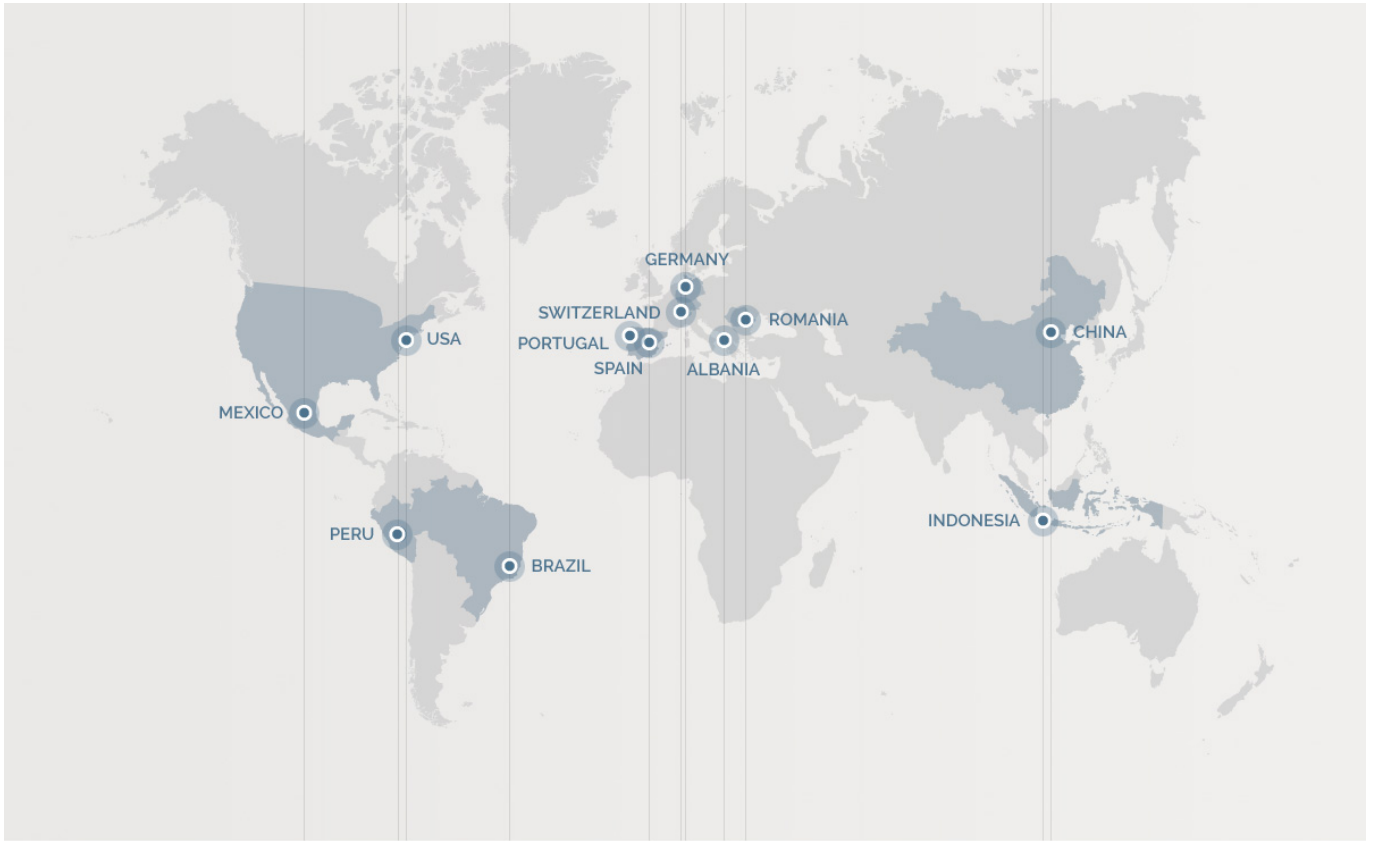 GERMANY
SWITZERLAND
ROMANIA
PORTUGAL
SPAIN
ALBANIA
USA
CHINA
MEXICO
INDONESIA
PERU
BRAZIL